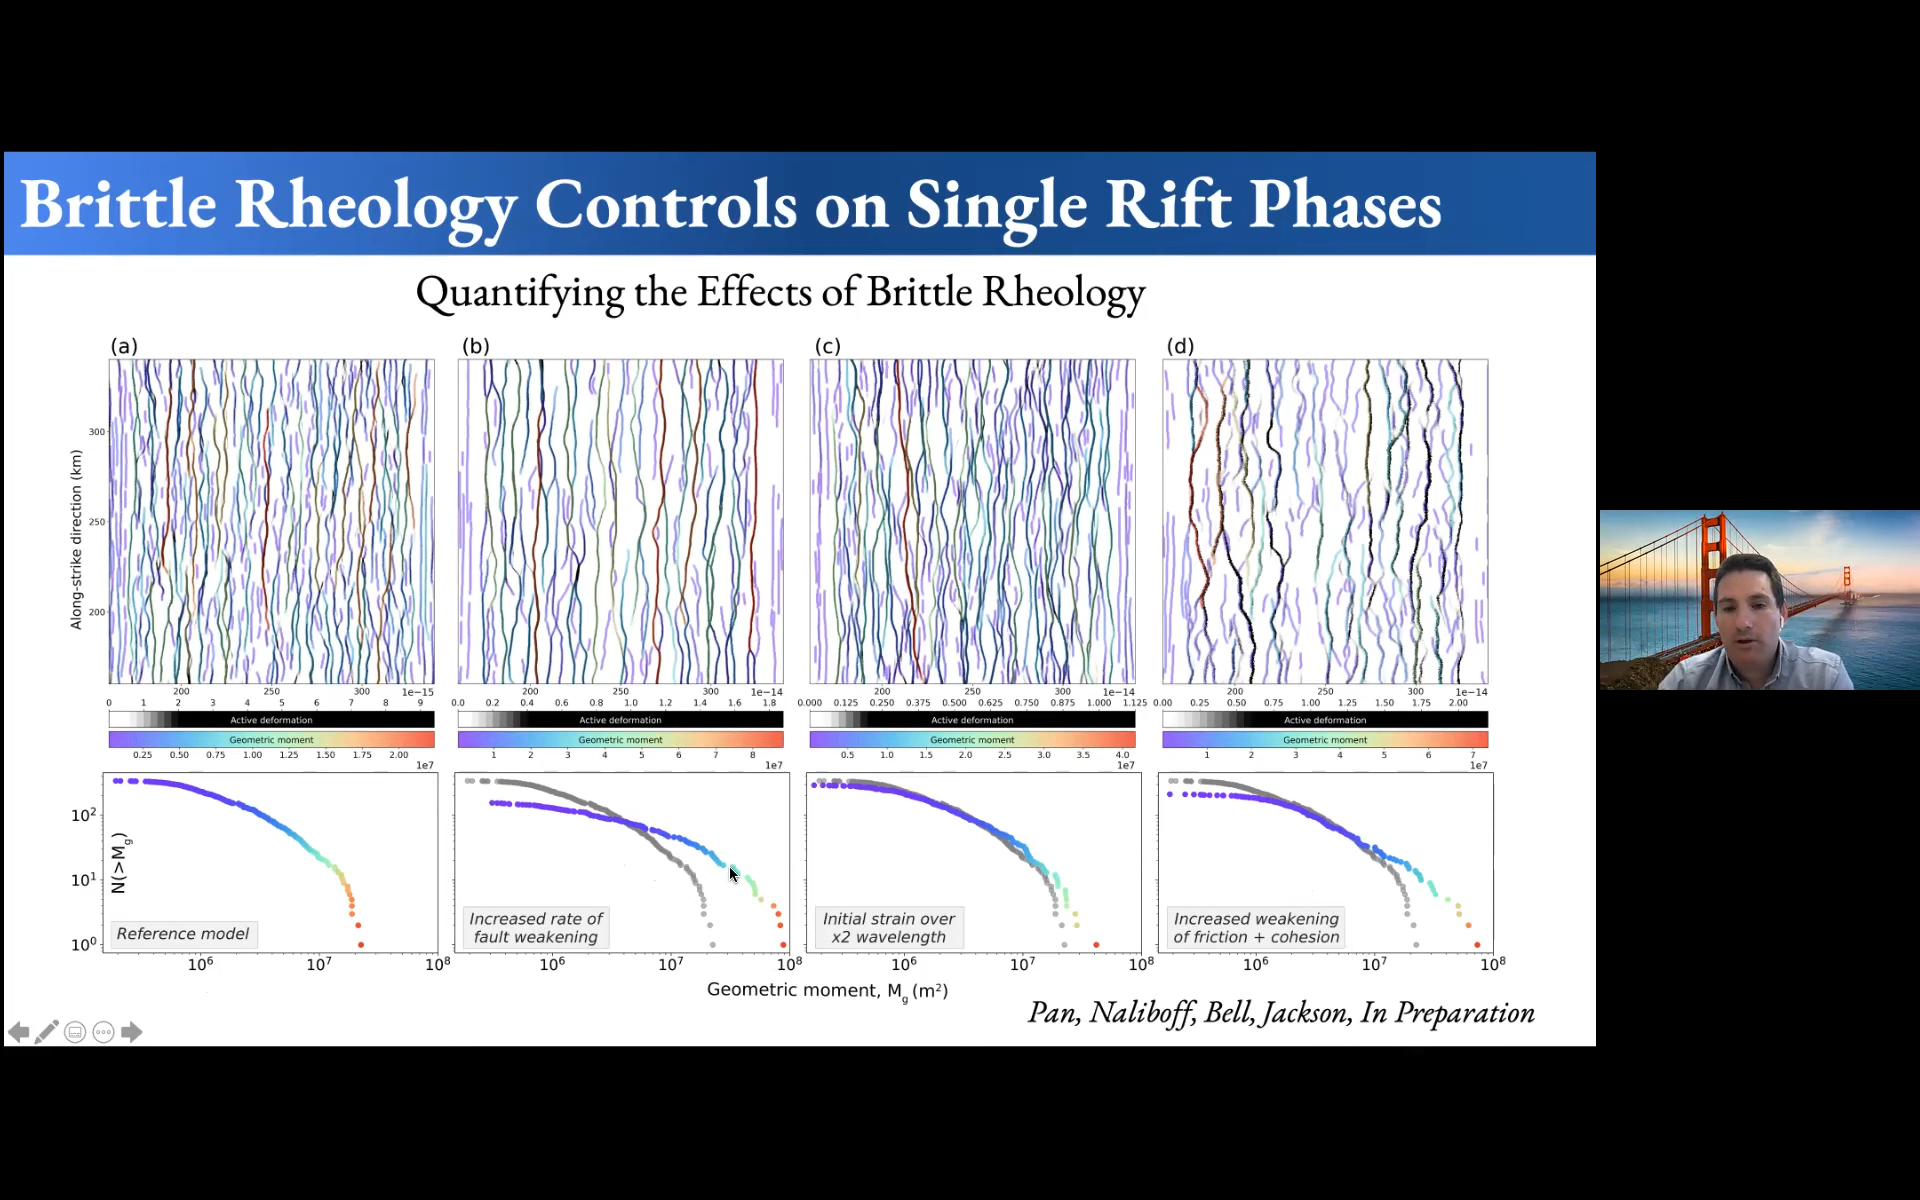 Brittle Rheology Controls on Single Rift Phases
Quantifying the Effects of Brittle Rheology
(a) (b) (c) (d)
Along-strike direction (km)
300
250
200
200 250 300 1e−15
200 250 300 1e−14
200 250 300 1e−14
200 250 300 1e−14
0 1 2 3 4 5 6 7 8 9
0.0 0.2 0.4 0.6 0.8 1.0 1.2 1.4 1.6 1.8
0.000 0.125 0.250 0.375 0.500 0.625 0.750 0.875 1.000 1.125
0.00 0.25 0.50 0.75 1.00 1.25 1.50 1.75 2.00
Active deformation Active deformation Active deformation Active deformation
Geometric moment Geometric moment Geometric moment Geometric moment
0.25 0.50 0.75 1.00 1.25 1.50 1.75 2.00
1 2 3 4 5 6 7 8
0.5 1.0 1.5 2.0 2.5 3.0 3.5 4.0
1 2 3 4 5 6 7
1e7 1e7 1e7 1e7
N(>Mg)
10²
10¹
10⁰
Reference model
Increased rate of
fault weakening
Initial strain over
x2 wavelength
Increased weakening
of friction + cohesion
10⁶ 10⁷ 10⁸
10⁶ 10⁷ 10⁸
10⁶ 10⁷ 10⁸
10⁶ 10⁷ 10⁸
Geometric moment, Mg (m²)
Pan, Naliboff, Bell, Jackson, In Preparation